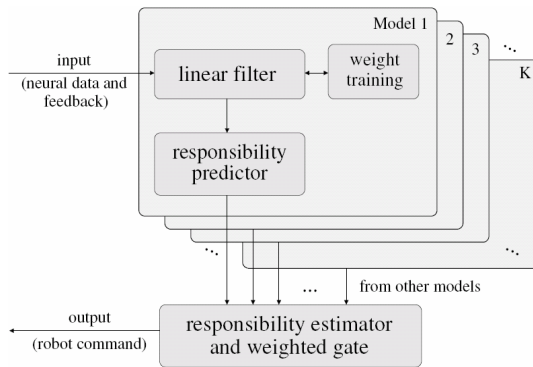 Model 1
2
3
...
K
input
(neural data and
feedback)
linear filter
weight
training
responsibility
predictor
...
...
...
from other models
output
(robot command)
responsibility estimator
and weighted gate